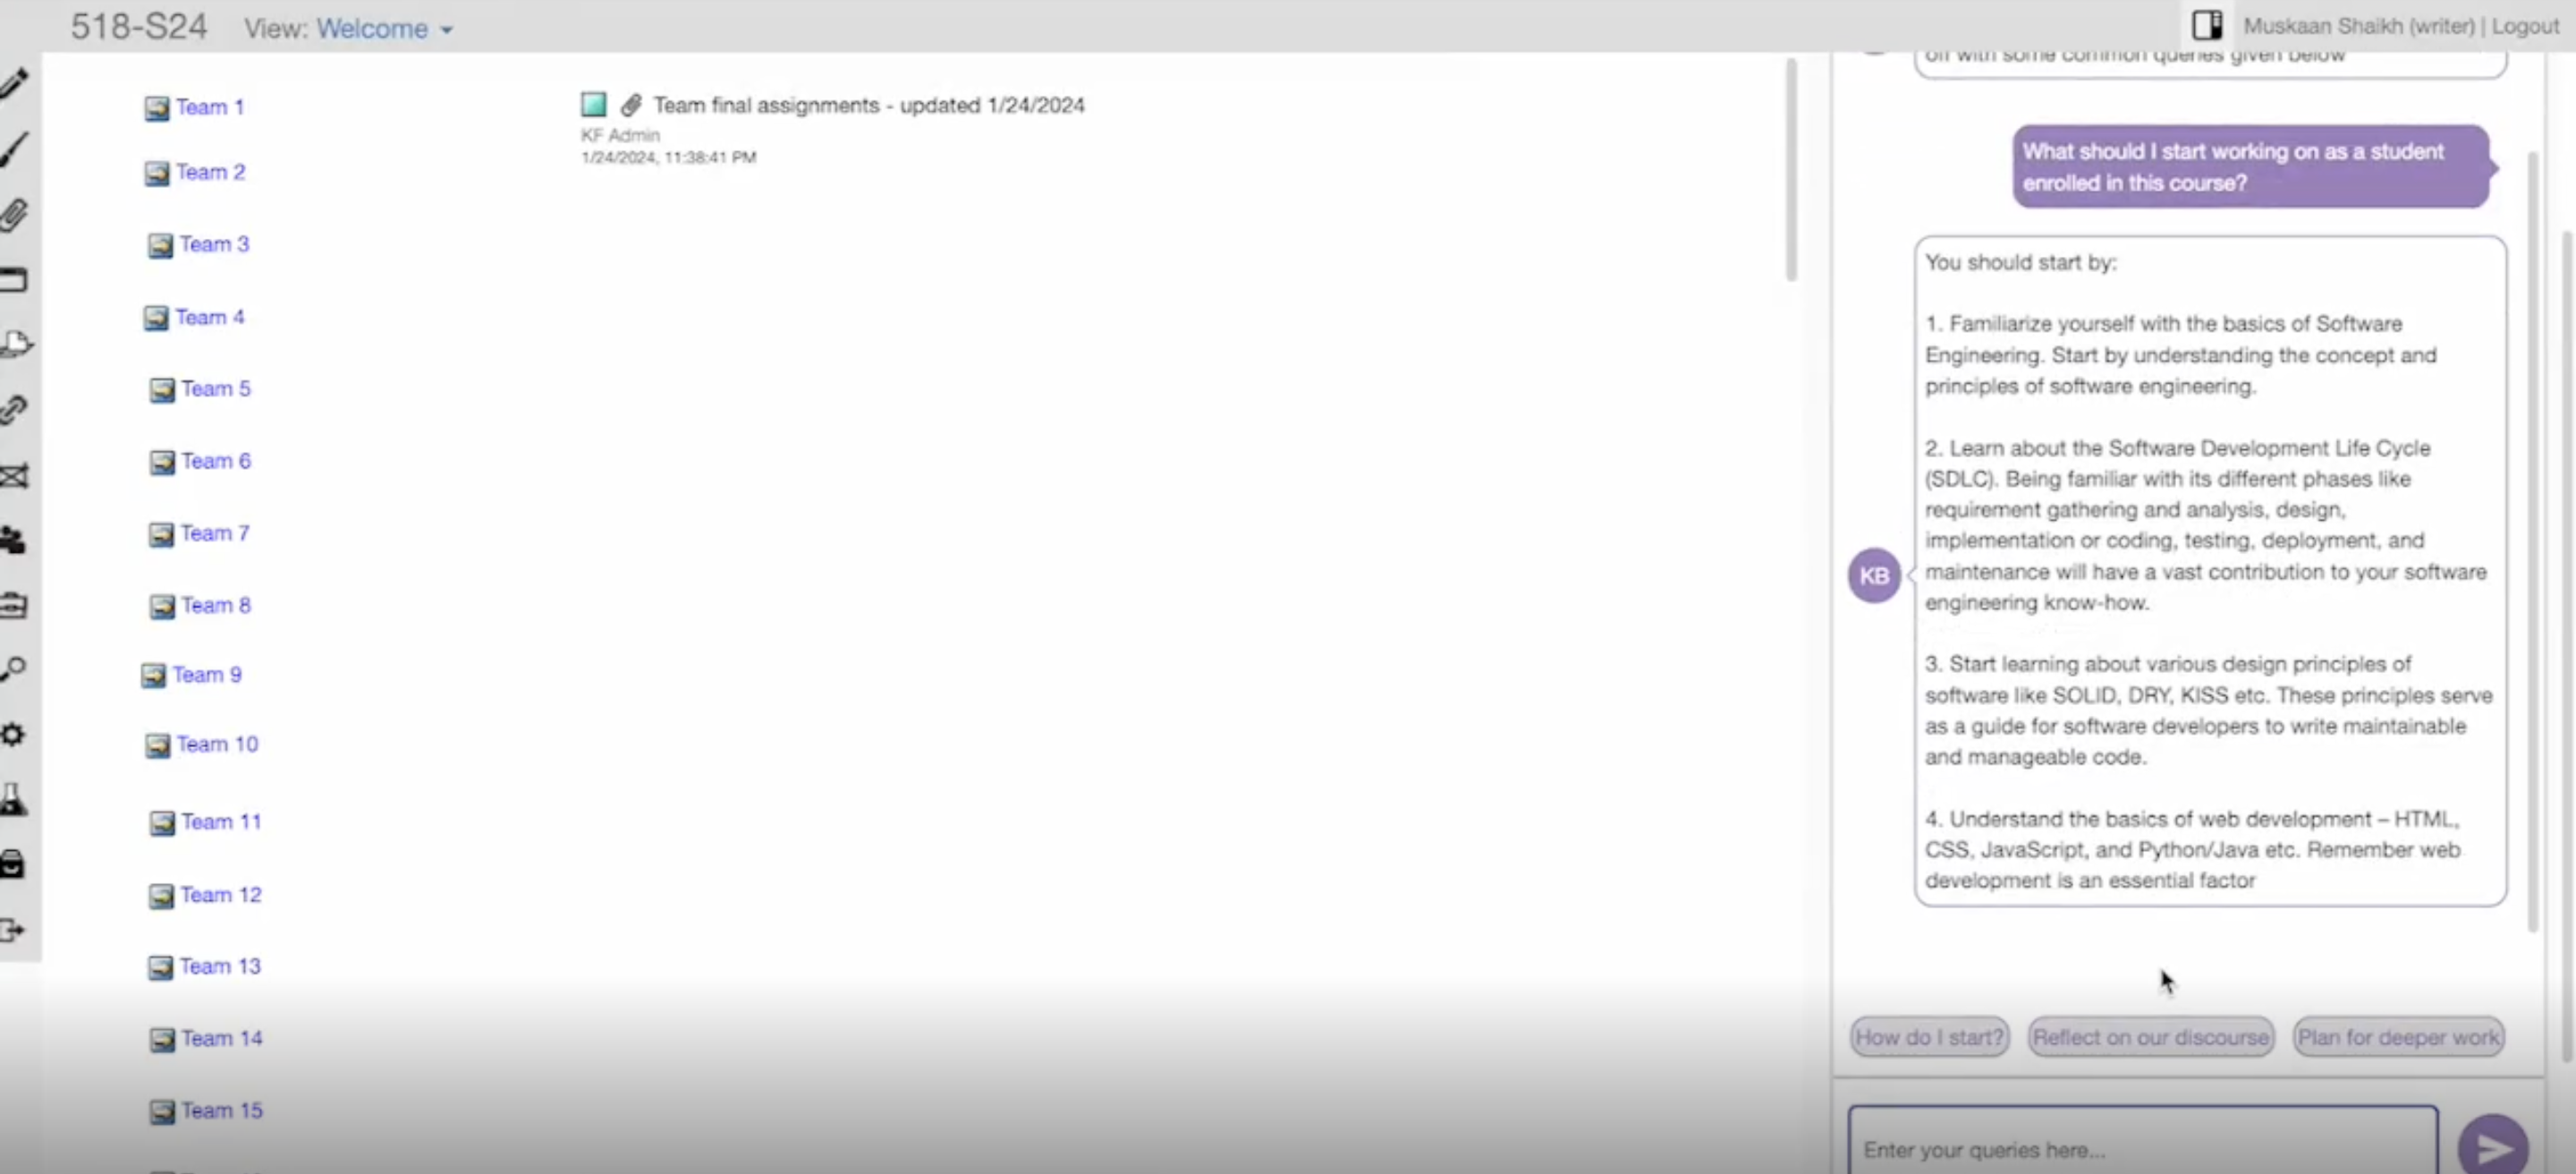 518-S24 View: Welcome
Muskaan Shaikh (writer) | Logout
Team 1
Team 2
Team 3
Team 4
Team 5
Team 6
Team 7
Team 8
Team 9
Team 10
Team 11
Team 12
Team 13
Team 14
Team 15
Team final assignments - updated 1/24/2024
KF Admin
1/24/2024, 11:38:41 PM
off with some common queries given below
What should I start working on as a student
enrolled in this course?
You should start by:
1. Familiarize yourself with the basics of Software
Engineering. Start by understanding the concept and
principles of software engineering.
2. Learn about the Software Development Life Cycle
(SDLC). Being familiar with its different phases like
requirement gathering and analysis, design,
implementation or coding, testing, deployment, and
maintenance will have a vast contribution to your software
engineering know-how.
3. Start learning about various design principles of
software like SOLID, DRY, KISS etc. These principles serve
as a guide for software developers to write maintainable
and manageable code.
4. Understand the basics of web development – HTML,
CSS, JavaScript, and Python/Java etc. Remember web
development is an essential factor
KB
How do I start? Reflect on our discourse Plan for deeper work
Enter your queries here...